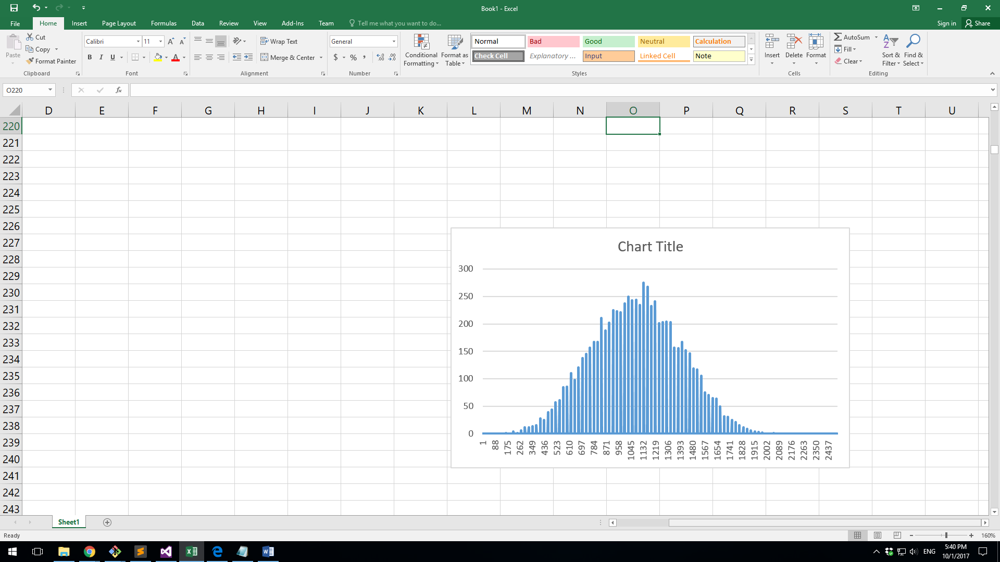 Book1 - Excel
File Home Insert Page Layout Formulas Data Review View Add-Ins Team Tell me what you want to do... Sign in Share
Paste
Cut
Copy
Format Painter
Clipboard
Calibri 11
B I U
Font
Wrap Text
Merge & Center
Alignment
General
$ % ,
Number
Conditional Formatting
Format as Table
Normal Bad Good Neutral Calculation
Check Cell Explanatory ... Input Linked Cell Note
Styles
Insert Delete Format
Cells
AutoSum
Fill
Clear
Sort & Filter
Find & Select
Editing
O220
fx
D E F G H I J K L M N O P Q R S T U
220
221
222
223
224
225
226
227
228
229
230
231
232
233
234
235
236
237
238
239
240
241
242
243
Chart Title
300
250
200
150
100
50
0
1 88 175 262 349 436 523 610 697 784 871 958 1045 1132 1219 1306 1393 1480 1567 1654 1741 1828 1915 2002 2089 2176 2263 2350 2437
Sheet1
Ready
160%
ENG
5:40 PM
10/1/2017